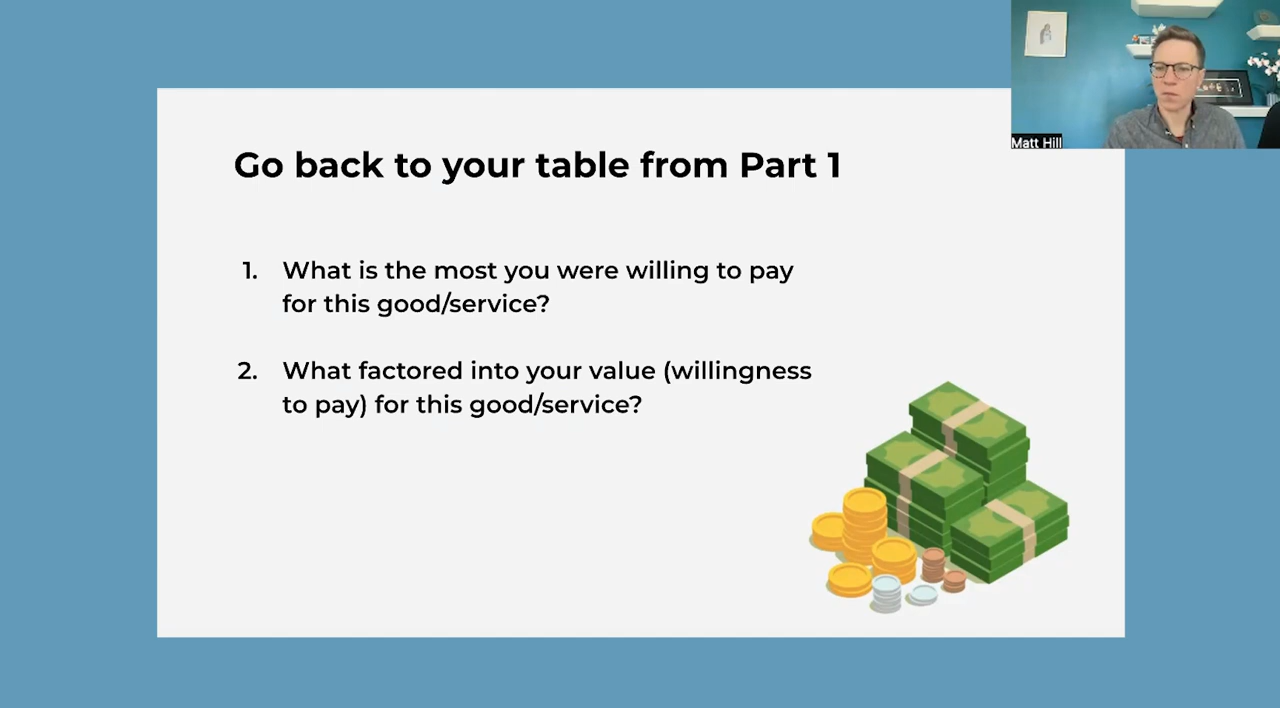 Matt Hill
Go back to your table from Part 1
1. What is the most you were willing to pay
for this good/service?
2. What factored into your value (willingness
to pay) for this good/service?